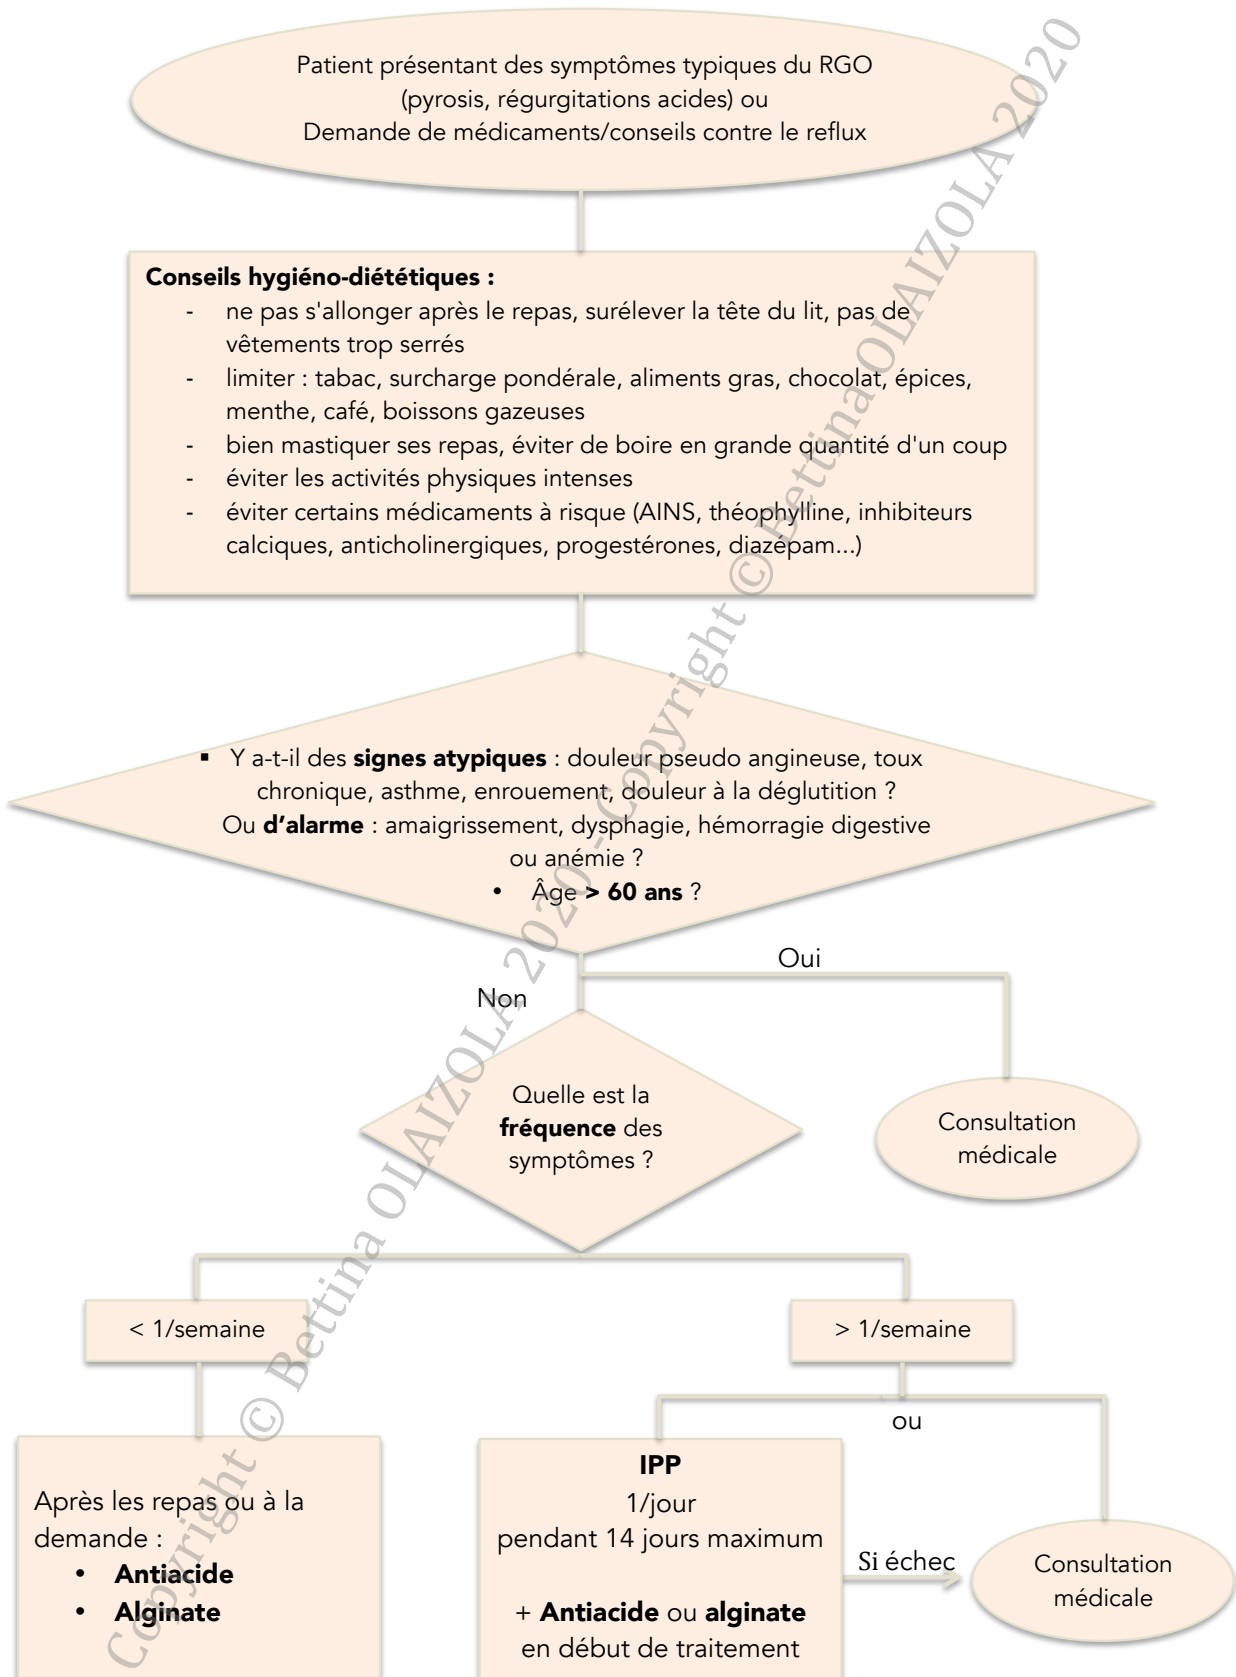 Patient présentant des symptômes typiques du RGO
(pyrosis, régurgitations acides) ou
Demande de médicaments/conseils contre le reflux
Conseils hygiéno-diététiques :
- ne pas s'allonger après le repas, surélever la tête du lit, pas de
vêtements trop serrés
- limiter : tabac, surcharge pondérale, aliments gras, chocolat, épices,
menthe, café, boissons gazeuses
- bien mastiquer ses repas, éviter de boire en grande quantité d'un coup
- éviter les activités physiques intenses
- éviter certains médicaments à risque (AINS, théophylline, inhibiteurs
calciques, anticholinergiques, progestérones, diazépam...)
▪ Y a-t-il des signes atypiques : douleur pseudo angineuse, toux
chronique, asthme, enrouement, douleur à la déglutition ?
Ou d'alarme : amaigrissement, dysphagie, hémorragie digestive
ou anémie ?
• Âge > 60 ans ?
Oui
Non
Quelle est la
fréquence des
symptômes ?
Consultation
médicale
< 1/semaine
> 1/semaine
ou
Après les repas ou à la
demande :
• Antiacide
• Alginate
IPP
1/jour
pendant 14 jours maximum
+ Antiacide ou alginate
en début de traitement
Si échec
Consultation
médicale
Copyright © Bettina OLAIZOLA 2020 - Copyright © Bettina OLAIZOLA 2020